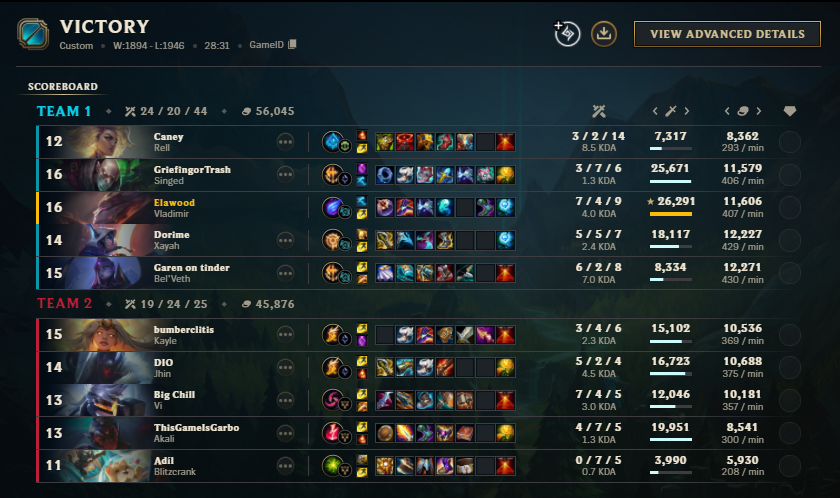 VICTORY
Custom • W:1894 - L:1946 • 28:31 • GameID
VIEW ADVANCED DETAILS
SCOREBOARD
TEAM 1 24 / 20 / 44 56,045
12 Caney 3 / 2 / 14 7,317 8,362
Rell 8.5 KDA 293 / min
16 GriefingorTrash 3 / 7 / 6 25,671 11,579
Singed 1.3 KDA 406 / min
16 Elawood 7 / 4 / 9 ★ 26,291 11,606
Vladimir 4.0 KDA 407 / min
14 Dorime 5 / 5 / 7 18,117 12,227
Xayah 2.4 KDA 429 / min
15 Garen on tinder 6 / 2 / 8 8,334 12,271
Bel'Veth 7.0 KDA 430 / min
TEAM 2 19 / 24 / 25 45,876
15 bumberclitis 3 / 4 / 6 15,102 10,536
Kayle 2.3 KDA 369 / min
14 DIO 5 / 2 / 4 16,723 10,688
Jhin 4.5 KDA 375 / min
13 Big Chill 7 / 4 / 5 12,046 10,181
Vi 3.0 KDA 357 / min
13 ThisGameIsGarbo 4 / 7 / 5 19,951 8,541
Akali 1.3 KDA 300 / min
11 Adil 0 / 7 / 5 3,990 5,930
Blitzcrank 0.7 KDA 208 / min